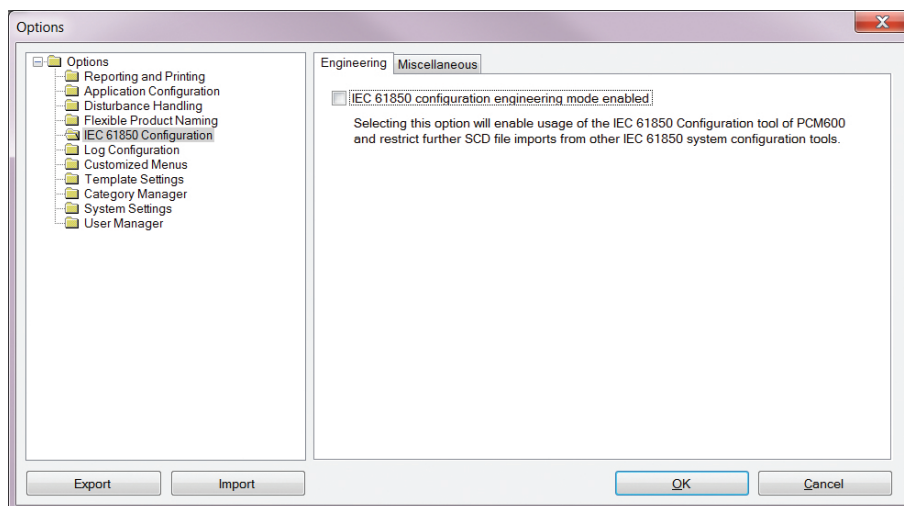 Options
Options
Reporting and Printing
Application Configuration
Disturbance Handling
Flexible Product Naming
IEC 61850 Configuration
Log Configuration
Customized Menus
Template Settings
Category Manager
System Settings
User Manager
Engineering
Miscellaneous
IEC 61850 configuration engineering mode enabled
Selecting this option will enable usage of the IEC 61850 Configuration tool of PCM600
and restrict further SCD file imports from other IEC 61850 system configuration tools.
Export
Import
OK
Cancel